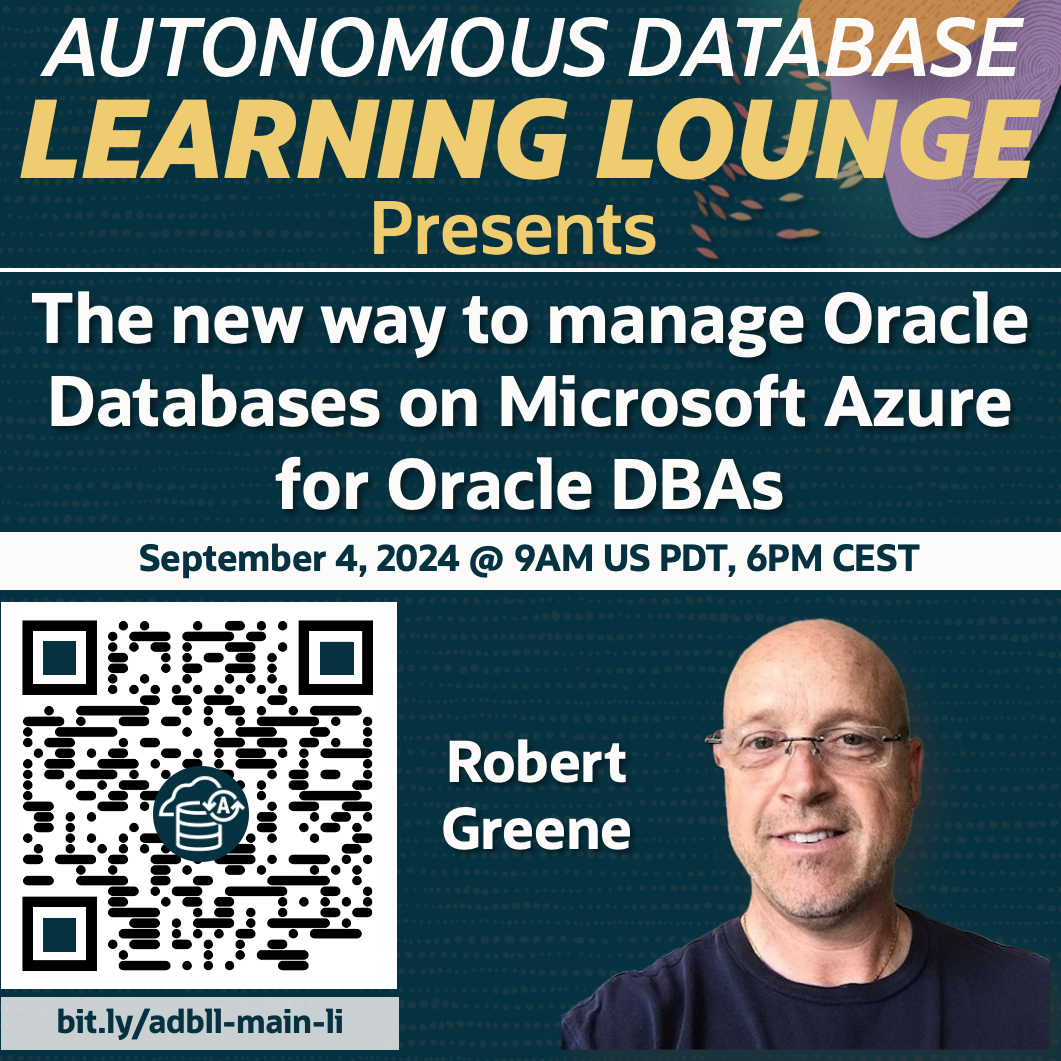 AUTONOMOUS DATABASE
LEARNING LOUNGE
Presents
The new way to manage Oracle
Databases on Microsoft Azure
for Oracle DBAs
September 4, 2024 @ 9AM US PDT, 6PM CEST
A
Robert
Greene
bit.ly/adbll-main-li